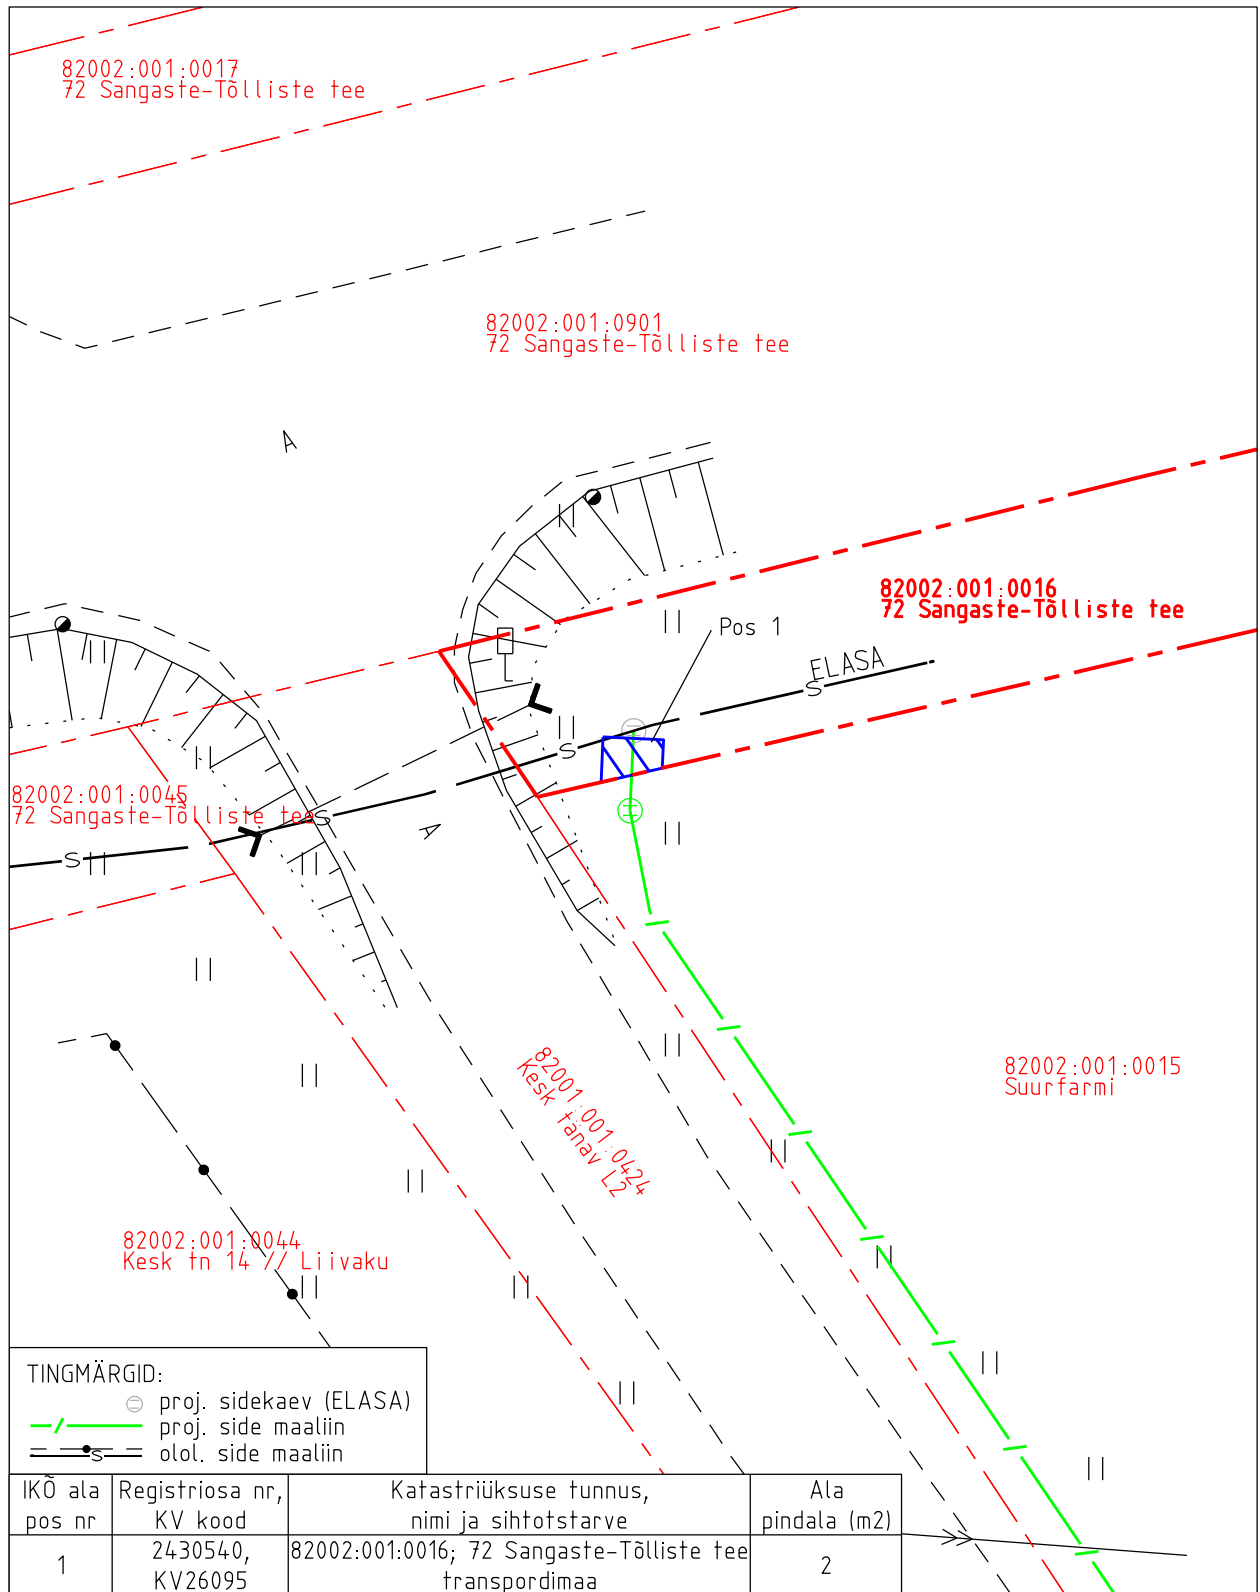 82002:001:0017
72 Sangaste-Tõlliste tee
82002:001:0901
72 Sangaste-Tõlliste tee
A
82002:001:0016
72 Sangaste-Tõlliste tee
Pos 1
ELASA
S
S
82002:001:0045
72 Sangaste-Tõlliste tee
S
S
A
82001:001:0424
Kesk tänav L2
82002:001:0015
Suurfarmi
82002:001:0044
Kesk tn 14 // Liivaku
TINGMÄRGID:
proj. sidekaev (ELASA)
proj. side maaliin
S
olol. side maaliin
IKÕ ala pos nr
Registriosa nr, KV kood
Katastriüksuse tunnus, nimi ja sihtotstarve
Ala pindala (m2)
1
2430540, KV26095
82002:001:0016; 72 Sangaste-Tõlliste tee transpordimaa
2